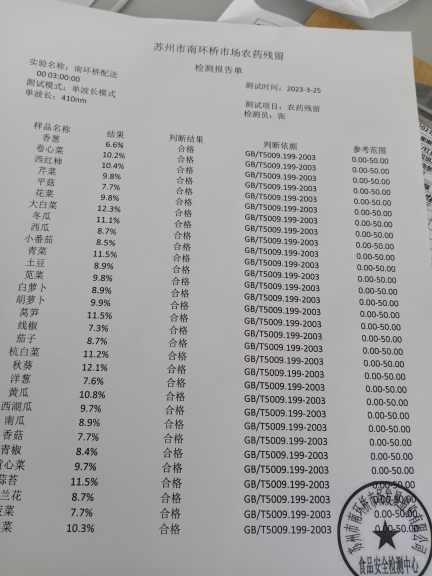 苏州市南环桥市场农药残留
检测报告单
实验名称：南环桥配送
00 03:00:00
测试时间：2023-3-25
测试模式：单波长模式
测试项目：农药残留
单波长：410nm
检测员：张
样品名称 结果 判断结果 判断依据 参考范围
香葱 6.6% 合格 GB/T5009.199-2003 0.00-50.00
卷心菜 10.2% 合格 GB/T5009.199-2003 0.00-50.00
西红柿 10.4% 合格 GB/T5009.199-2003 0.00-50.00
芹菜 9.8% 合格 GB/T5009.199-2003 0.00-50.00
平菇 7.7% 合格 GB/T5009.199-2003 0.00-50.00
花菜 9.8% 合格 GB/T5009.199-2003 0.00-50.00
大白菜 12.3% 合格 GB/T5009.199-2003 0.00-50.00
冬瓜 11.1% 合格 GB/T5009.199-2003 0.00-50.00
西瓜 8.7% 合格 GB/T5009.199-2003 0.00-50.00
小番茄 8.5% 合格 GB/T5009.199-2003 0.00-50.00
青菜 11.5% 合格 GB/T5009.199-2003 0.00-50.00
土豆 8.9% 合格 GB/T5009.199-2003 0.00-50.00
苋菜 9.8% 合格 GB/T5009.199-2003 0.00-50.00
白萝卜 8.9% 合格 GB/T5009.199-2003 0.00-50.00
胡萝卜 9.9% 合格 GB/T5009.199-2003 0.00-50.00
莴笋 11.5% 合格 GB/T5009.199-2003 0.00-50.00
线椒 7.3% 合格 GB/T5009.199-2003 0.00-50.00
茄子 8.7% 合格 GB/T5009.199-2003 0.00-50.00
杭白菜 11.2% 合格 GB/T5009.199-2003 0.00-50.00
秋葵 12.1% 合格 GB/T5009.199-2003 0.00-50.00
洋葱 7.6% 合格 GB/T5009.199-2003 0.00-50.00
黄瓜 10.8% 合格 GB/T5009.199-2003 0.00-50.00
西湖瓜 9.7% 合格 GB/T5009.199-2003 0.00-50.00
南瓜 8.9% 合格 GB/T5009.199-2003 0.00-50.00
香菇 7.7% 合格 GB/T5009.199-2003 0.00-50.00
青椒 8.4% 合格 GB/T5009.199-2003 0.00-50.00
心菜 9.7% 合格 GB/T5009.199-2003 0.00-50.00
蒜苔 11.5% 合格 GB/T5009.199-2003 0.00-50.00
兰花 8.7% 合格 GB/T5009.199-2003 0.00-50.00
菜 7.7% 合格 GB/T5009.199-2003 0.00-50.00
菜 10.3% 合格 GB/T5009.199-2003 0.00-50.00
食品安全检测中心